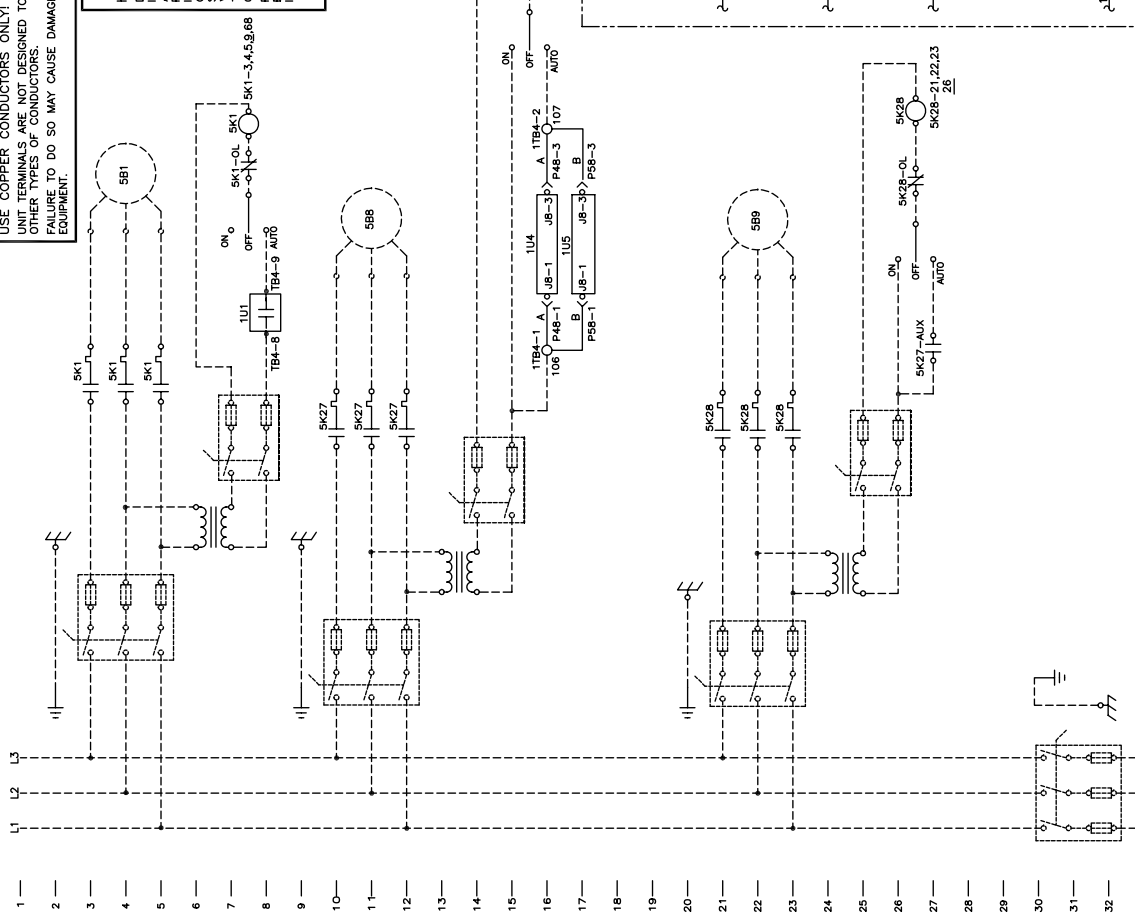 USE COPPER CONDUCTORS ONLY!
UNIT TERMINALS ARE NOT DESIGNED TO
OTHER TYPES OF CONDUCTORS.
FAILURE TO DO SO MAY CAUSE DAMAG
EQUIPMENT.
L3
L2
L1
1
2
3
4
5
6
7
8
9
10
11
12
13
14
15
16
17
18
19
20
21
22
23
24
25
26
27
28
29
30
31
32
5K1
5K1
5K1
5B1
1U1
TB4-8
TB4-9
ON
OFF
AUTO
5K1-OL
5K1
5K1-3,4,5,9,68
5K27
5K27
5K27
5B8
1TB4-1
106
A
P48-1
B
P58-1
1U4
J8-1
J8-3
1U5
J8-1
J8-3
A
P48-3
B
P58-3
1TB4-2
107
ON
OFF
AUTO
5K28
5K28
5K28
5B9
5K27-AUX
ON
OFF
AUTO
5K28-OL
5K28
5K28-21,22,23
26